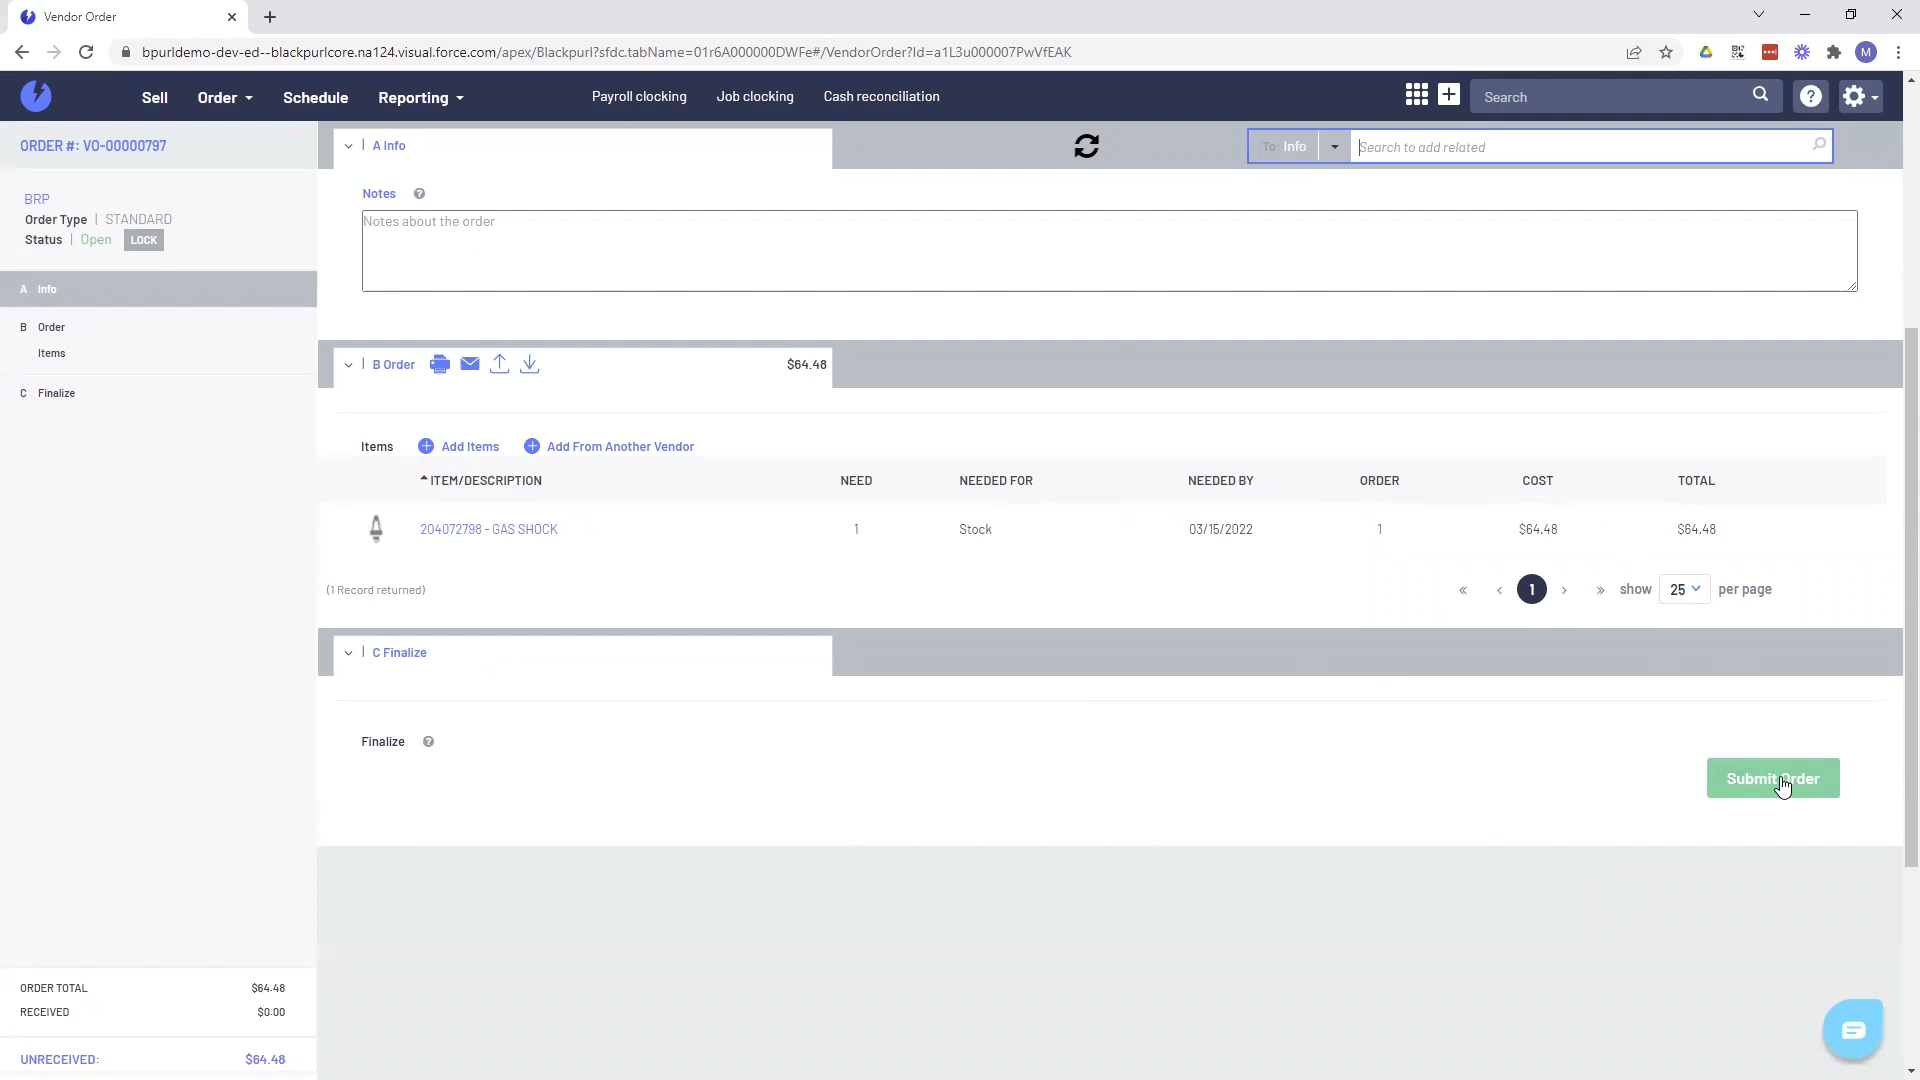 Vendor Order
bpurldemo-dev-ed--blackpurlcore.na124.visual.force.com/apex/Blackpurl?sfdc.tabName=01r6A000000DWFe#/VendorOrder?Id=a1L3u000007PwVfEAK
M
Sell Order Schedule Reporting Payroll clocking Job clocking Cash reconciliation Search
ORDER #: VO-00000797
A Info
To: Info Search to add related
BRP
Order Type | STANDARD
Status | Open LOCK
Notes
Notes about the order
A Info
B Order
Items
C Finalize
B Order $64.48
Items Add Items Add From Another Vendor
ITEM/DESCRIPTION NEED NEEDED FOR NEEDED BY ORDER COST TOTAL
204072798 - GAS SHOCK 1 Stock 03/15/2022 1 $64.48 $64.48
(1 Record returned) « ‹ 1 › » show 25 per page
C Finalize
Finalize
Submit Order
ORDER TOTAL $64.48
RECEIVED $0.00
UNRECEIVED: $64.48